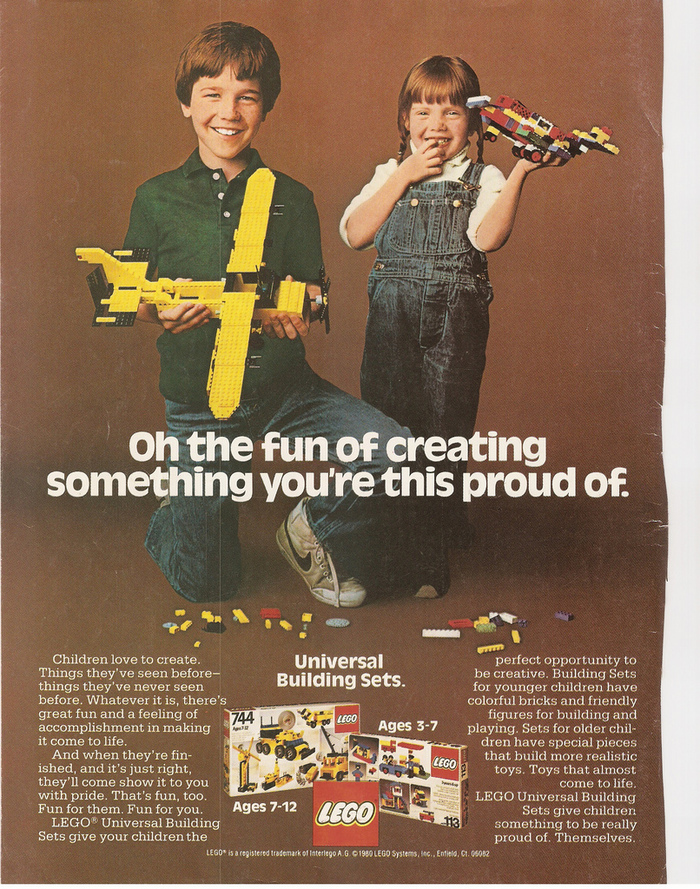 Oh the fun of creating
something you're this proud of.
Children love to create.
Things they've seen before—
things they've never seen
before. Whatever it is, there's
great fun and a feeling of
accomplishment in making
it come to life.
And when they're fin-
ished, and it's just right,
they'll come show it to you
with pride. That's fun, too.
Fun for them. Fun for you.
LEGO® Universal Building
Sets give your children the
Universal
Building Sets.
744
Ages 7-12
LEGO
Ages 3-7
LEGO
113
Ages 7-12
LEGO
perfect opportunity to
be creative. Building Sets
for younger children have
colorful bricks and friendly
figures for building and
playing. Sets for older chil-
dren have special pieces
that build more realistic
toys. Toys that almost
come to life.
LEGO Universal Building
Sets give children
something to be really
proud of. Themselves.
LEGO® is a registered trademark of Interlego A.G. ©1980 LEGO Systems, Inc., Enfield, Ct. 06082